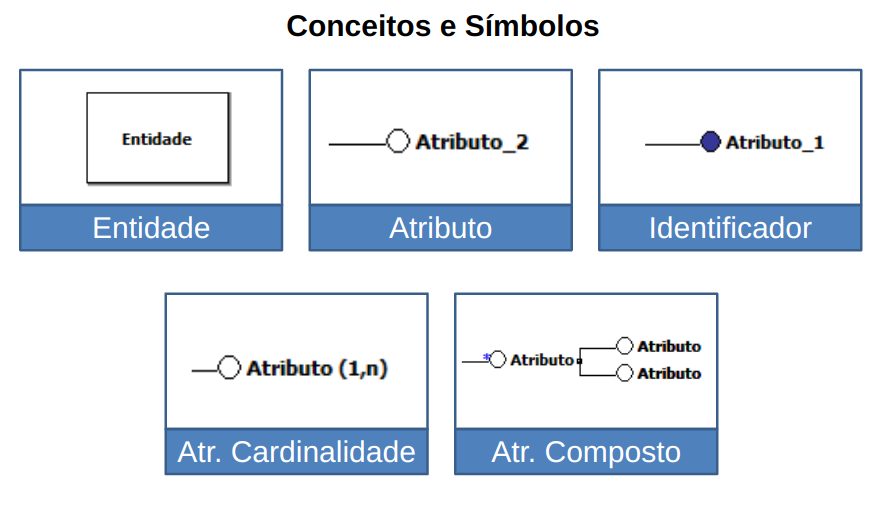 Conceitos e Símbolos
Entidade
Atributo_2
Atributo_1
Entidade
Atributo
Identificador
Atributo (1,n)
*
Atributo
Atributo
Atributo
Atr. Cardinalidade
Atr. Composto